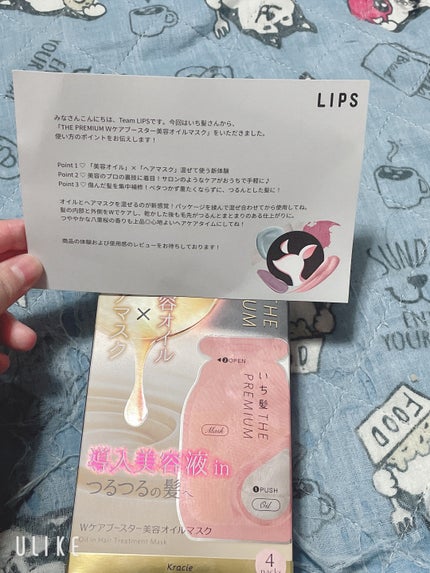 LIPS
みなさんこんにちは、Team LIPSです。今回はいち髪さんから、
「THE PREMIUM Wケアブースター美容オイルマスク」をいただきました。
使い方のポイントをお伝えします！
Point 1♡ 「美容オイル」×「ヘアマスク」混ぜて使う新体験
Point 2♡ 美容のプロの裏技に着目！サロンのようなケアがおうちで手軽に♪
Point 3♡ 傷んだ髪を集中補修！ベタつかず重たくならずに、つるんとした髪に！
オイルとヘアマスクを混ぜるのが新感覚！パッケージを揉んで混ぜ合わせてから使用してね。
髪の内部と外側をWでケアし、乾かした後も毛先がつるんとまとまりのある仕上がりに。
つややかな八重桜の香りも上品◎心地よいヘアケアタイムにしてね！
商品の体験および使用感のレビューをお待ちしております！
容オイル
×
マスク
THE
UM
◀2OPEN
いち髪 THE
PREMIUM
Mask
1PUSH
Oil
導入美容液 in
つるつるの髪へ
Wケアブースター美容オイルマスク
Oil in Hair Treatment Mask
Kracie
4
ULIKE
SUND
ENJOY
YOUR
FOOD
Bread